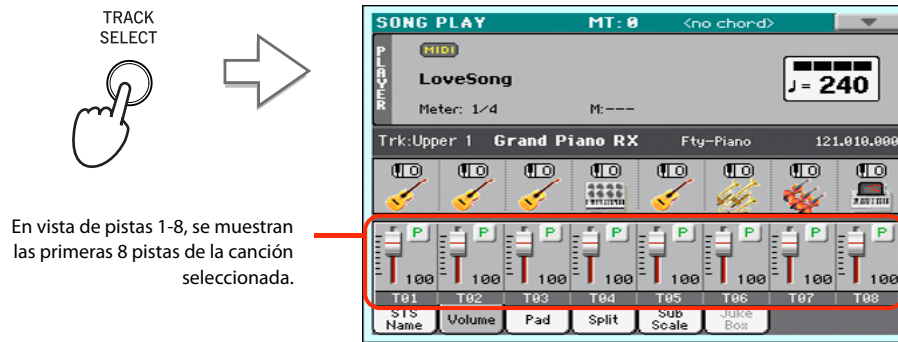 TRACK
SELECT
En vista de pistas 1-8, se muestran
las primeras 8 pistas de la canción
seleccionada.
SONG PLAY MT: 0 <no chord>
PLAYER
MIDI
LoveSong
♩ = 240
Meter: 1/4 M:---
Trk:Upper 1 Grand Piano RX Fty-Piano 121.010.000
P P P P P P P P
100 100 100 100 100 100 100 100
T01 T02 T03 T04 T05 T06 T07 T08
STS Name Volume Pad Split Sub Scale Juke Box